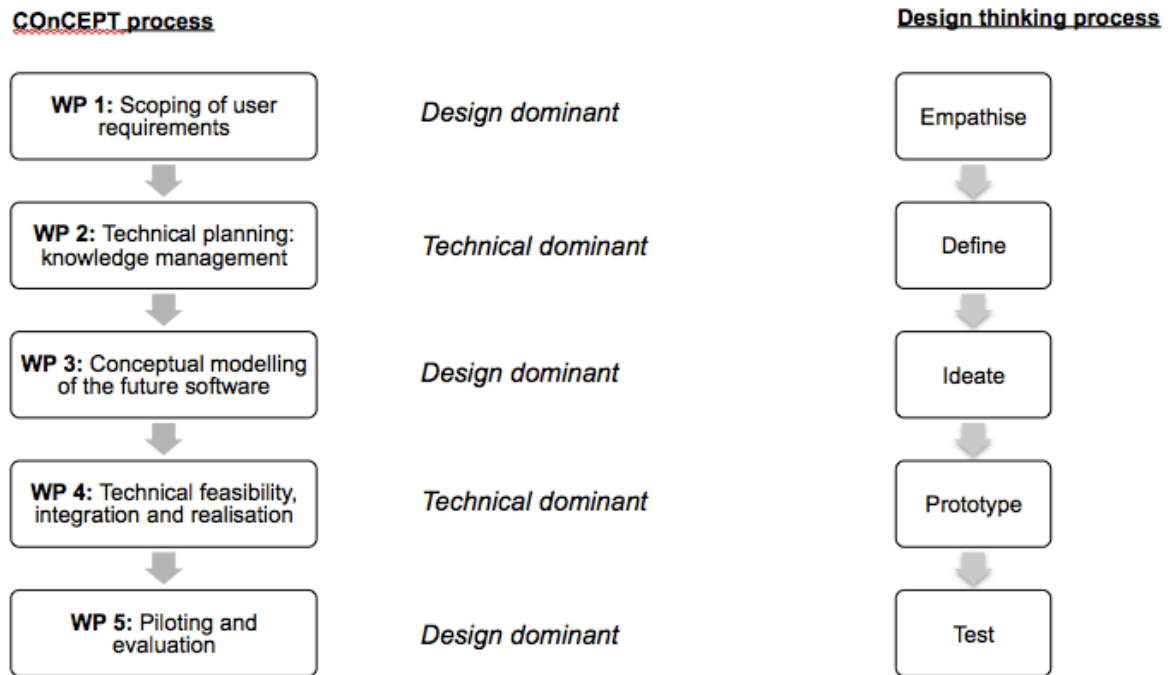 COnCEPT process
Design thinking process
WP 1: Scoping of user
requirements
Design dominant
Empathise
WP 2: Technical planning:
knowledge management
Technical dominant
Define
WP 3: Conceptual modelling
of the future software
Design dominant
Ideate
WP 4: Technical feasibility,
integration and realisation
Technical dominant
Prototype
WP 5: Piloting and
evaluation
Design dominant
Test